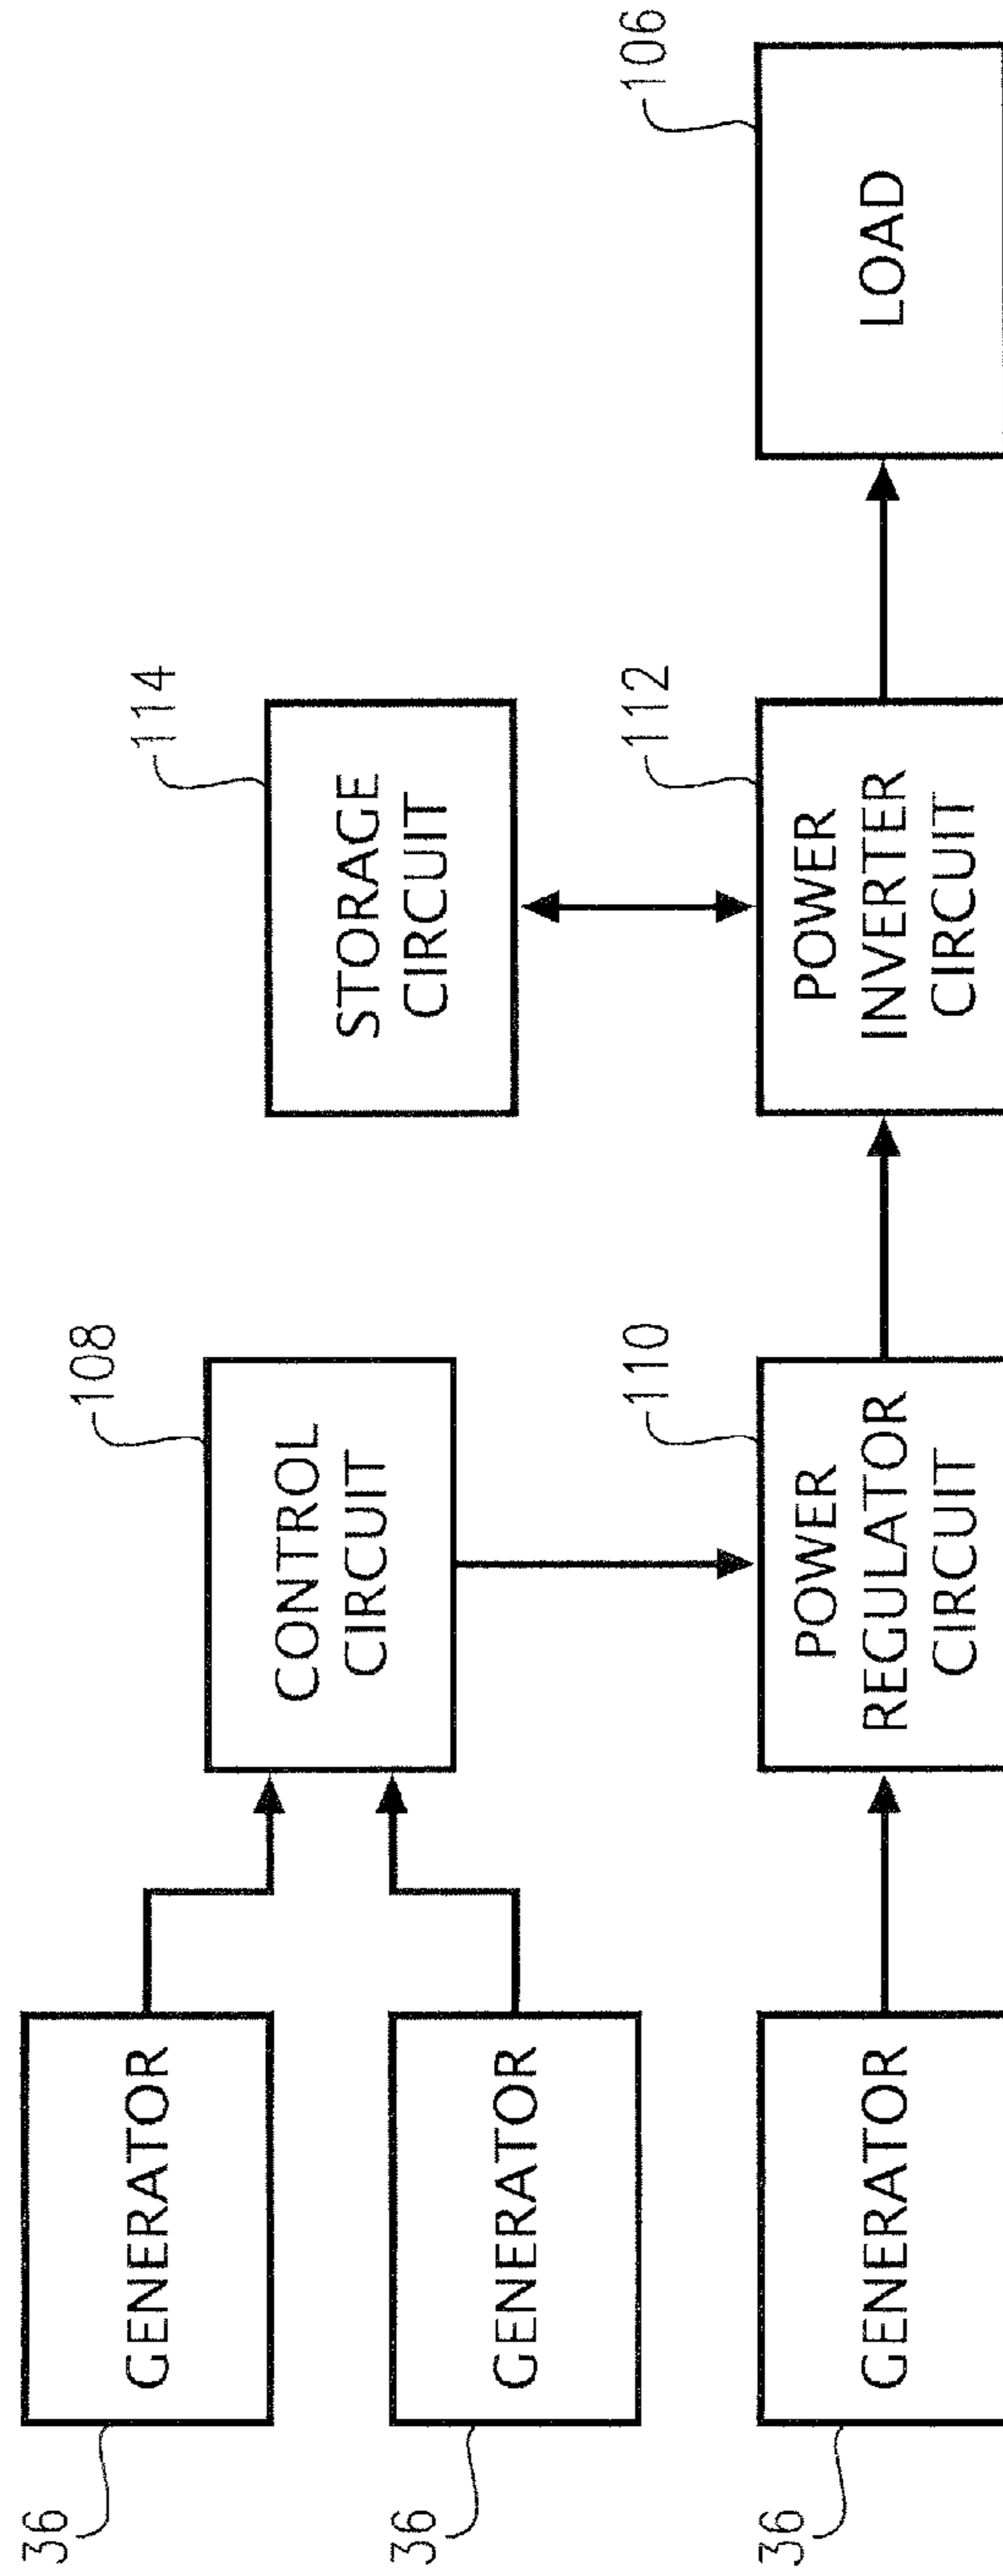 36
GENERATOR
36
GENERATOR
36
GENERATOR
108
CONTROL
CIRCUIT
110
POWER
REGULATOR
CIRCUIT
114
STORAGE
CIRCUIT
112
POWER
INVERTER
CIRCUIT
106
LOAD